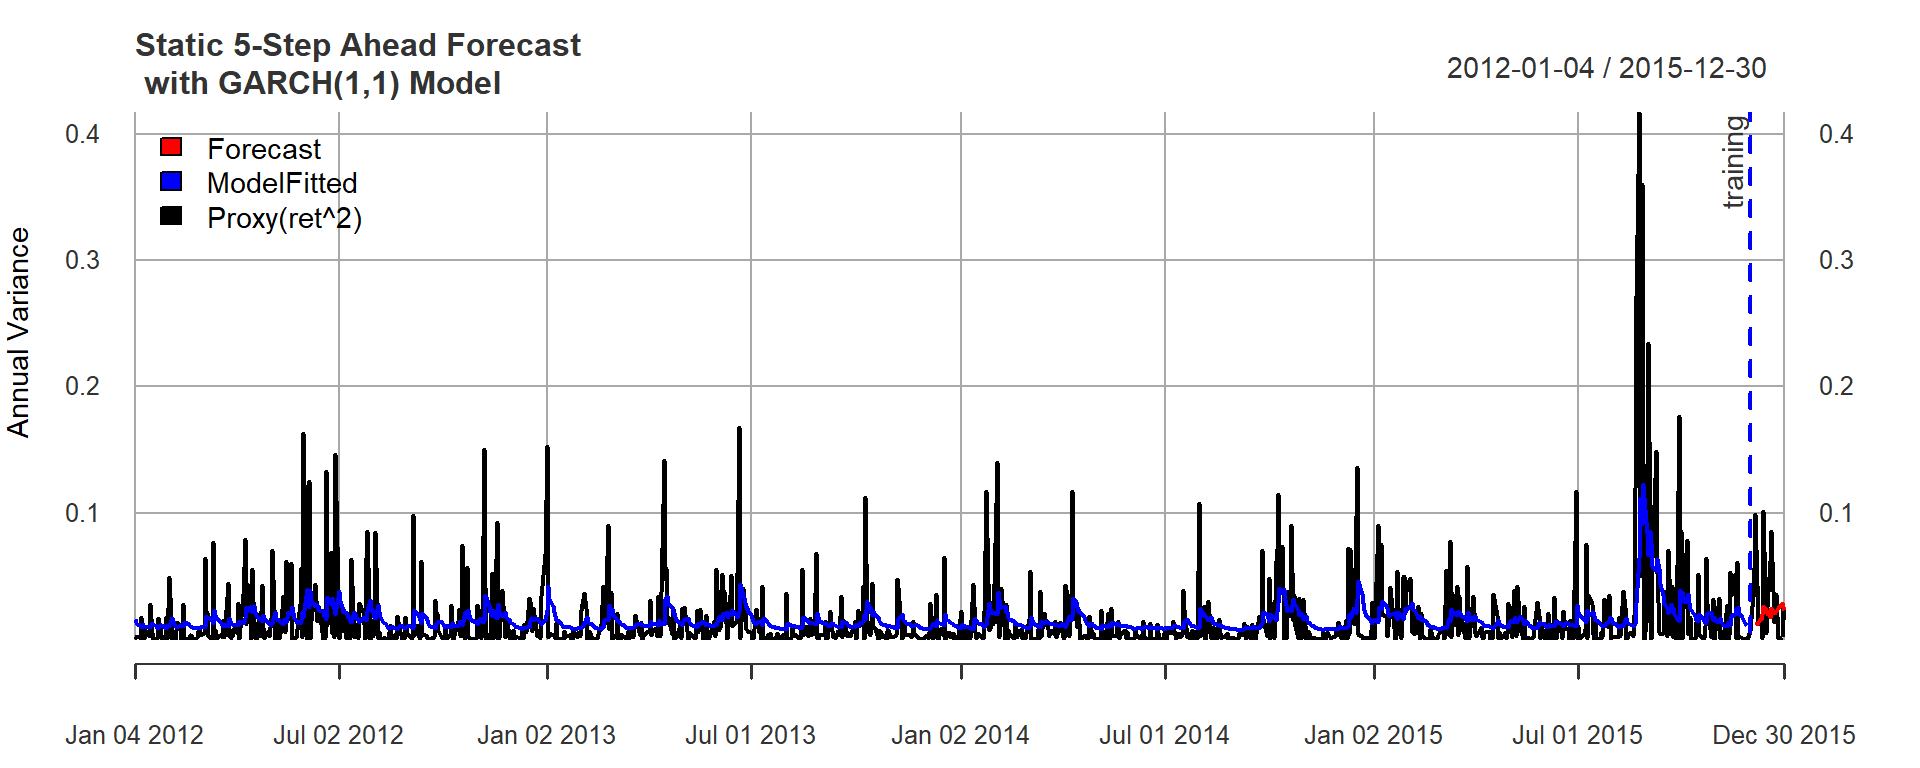 Static 5-Step Ahead Forecast
with GARCH(1,1) Model
2012-01-04 / 2015-12-30
Annual Variance
0.4
0.3
0.2
0.1
Forecast
ModelFitted
Proxy(ret^2)
training
0.4
0.3
0.2
0.1
Jan 04 2012 Jul 02 2012 Jan 02 2013 Jul 01 2013 Jan 02 2014 Jul 01 2014 Jan 02 2015 Jul 01 2015 Dec 30 2015